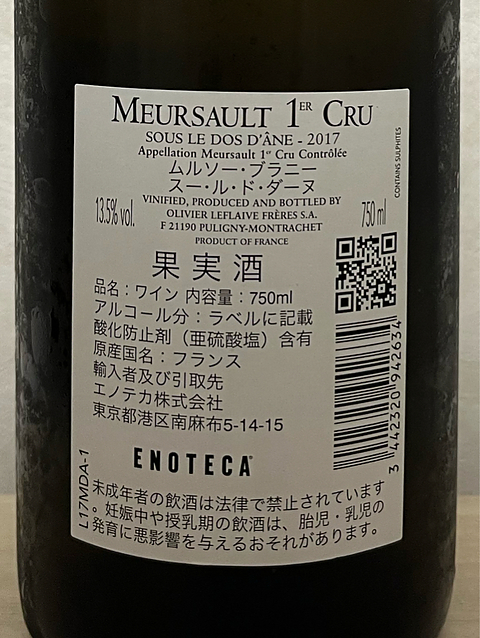 MEURSAULT 1ER CRU
SOUS LE DOS D'ÂNE - 2017
Appellation Meursault 1er Cru Contrôlée
ムルソー・ブラニー
スー・ル・ド・ダーヌ
CONTAINS SULPHITES
13.5% vol.
VINIFIED, PRODUCED AND BOTTLED BY
OLIVIER LEFLAIVE FRÈRES S.A.
F 21190 PULIGNY-MONTRACHET
PRODUCT OF FRANCE
750 ml
果実酒
品名：ワイン 内容量：750ml
アルコール分：ラベルに記載
酸化防止剤（亜硫酸塩）含有
原産国名：フランス
輸入者及び引取先
エノテカ株式会社
東京都港区南麻布5-14-15
3 442320 942634
ENOTECA
L17MDA-1
未成年者の飲酒は法律で禁止されています
。妊娠中や授乳期の飲酒は、胎児・乳児の
発育に悪影響を与えるおそれがあります。